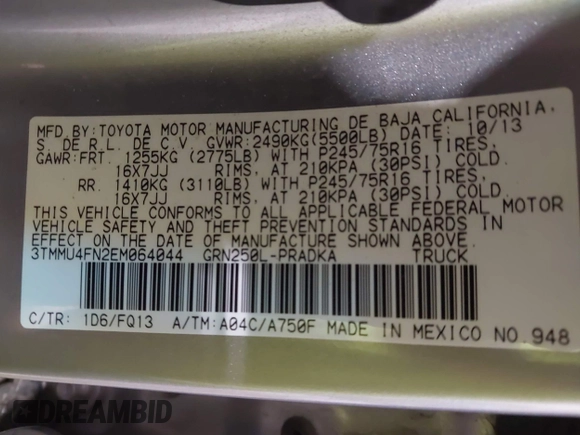 MFD.BY:TOYOTA MOTOR MANUFACTURING DE BAJA CALIFORNIA,
S. DE R.L. DE C.V. GVWR:2490KG(5500LB) 10/13
GAWR:FRT. 1255KG (2775LB) WITH P245/75R16 TIRES,
16X7JJ RIMS, AT 210KPA (30PSI) COLD.
RR. 1410KG (3110LB) WITH P245/75R16 TIRES,
16X7JJ RIMS, AT 210KPA (30PSI) COLD.
THIS VEHICLE CONFORMS TO ALL APPLICABLE FEDERAL MOTOR
VEHICLE SAFETY AND THEFT PREVENTION STANDARDS IN
EFFECT ON THE DATE OF MANUFACTURE SHOWN ABOVE.
3TMMU4FN2EM064044 GRN250L-PRADKA TRUCK
C/TR: 1D6/FQ13 A/TM:A04C/A750F MADE IN MEXICO NO.948
DREAMBID